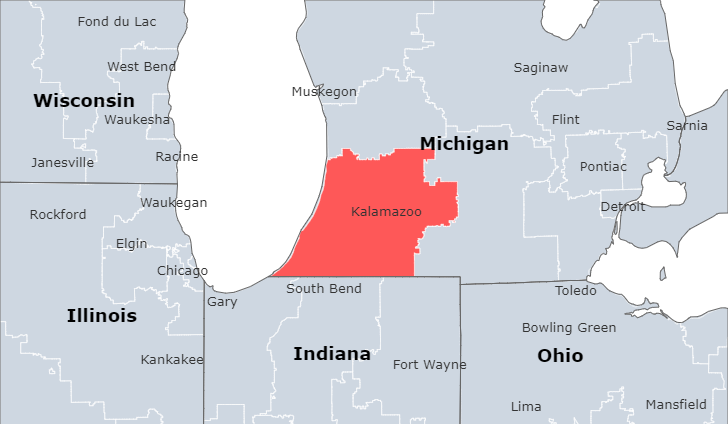 Fond du Lac
West Bend
Saginaw
Muskegon
Wisconsin
Waukesha
Flint
Sarnia
Michigan
Racine
Janesville
Pontiac
Waukegan
Rockford
Kalamazoo
Detroit
Elgin
Chicago
South Bend
Toledo
Gary
Illinois
Bowling Green
Indiana
Ohio
Kankakee
Fort Wayne
Lima
Mansfield